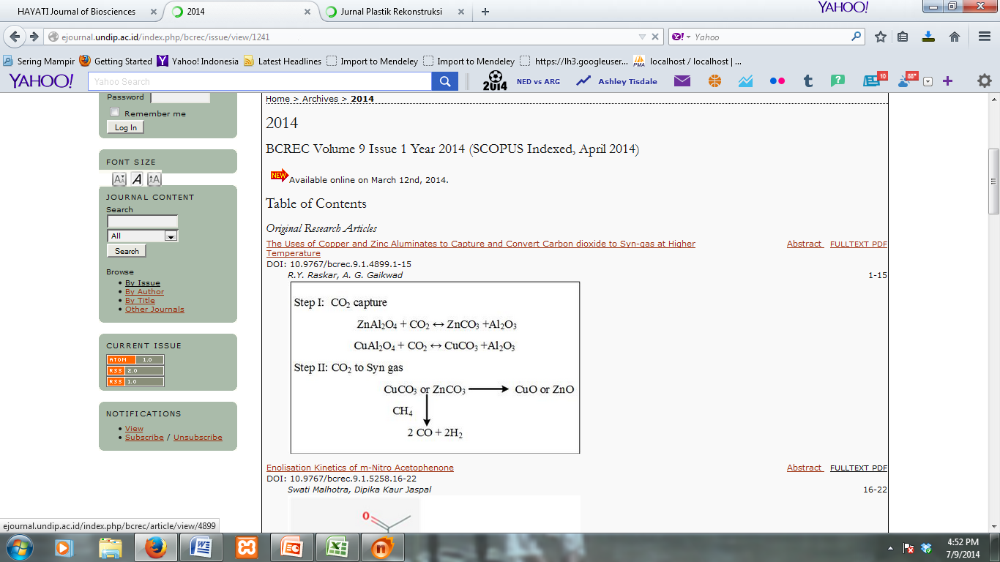 HAYATI Journal of Biosciences
2014
Jurnal Plastik Rekonstruksi
YAHOO!
ejournal.undip.ac.id/index.php/bcrec/issue/view/1241
Yahoo
Sering Mampir
Getting Started
Yahoo! Indonesia
Latest Headlines
Import to Mendeley
Import to Mendeley
https://lh3.googleuser...
localhost / localhost | ...
YAHOO!
Yahoo Search
2014
NED vs ARG
Ashley Tisdale
10
88°
Password
Remember me
Log In
FONT SIZE
JOURNAL CONTENT
Search
All
Search
Browse
• By Issue
• By Author
• By Title
• Other Journals
CURRENT ISSUE
ATOM 1.0
RSS 2.0
RSS 1.0
NOTIFICATIONS
• View
• Subscribe / Unsubscribe
Home > Archives > 2014
2014
BCREC Volume 9 Issue 1 Year 2014 (SCOPUS Indexed, April 2014)
NEW Available online on March 12nd, 2014.
Table of Contents
Original Research Articles
The Uses of Copper and Zinc Aluminates to Capture and Convert Carbon dioxide to Syn-gas at Higher
Temperature
Abstract FULLTEXT PDF
DOI: 10.9767/bcrec.9.1.4899.1-15
R.Y. Raskar, A. G. Gaikwad 1-15
Step I: CO₂ capture
ZnAl₂O₄ + CO₂ ↔ ZnCO₃ +Al₂O₃
CuAl₂O₄ + CO₂ ↔ CuCO₃ +Al₂O₃
Step II: CO₂ to Syn gas
CuCO₃ or ZnCO₃ → CuO or ZnO
CH₄
2 CO + 2H₂
Enolisation Kinetics of m-Nitro Acetophenone Abstract FULLTEXT PDF
DOI: 10.9767/bcrec.9.1.5258.16-22
Swati Malhotra, Dipika Kaur Jaspal 16-22
O
ejournal.undip.ac.id/index.php/bcrec/article/view/4899
4:52 PM
7/9/2014